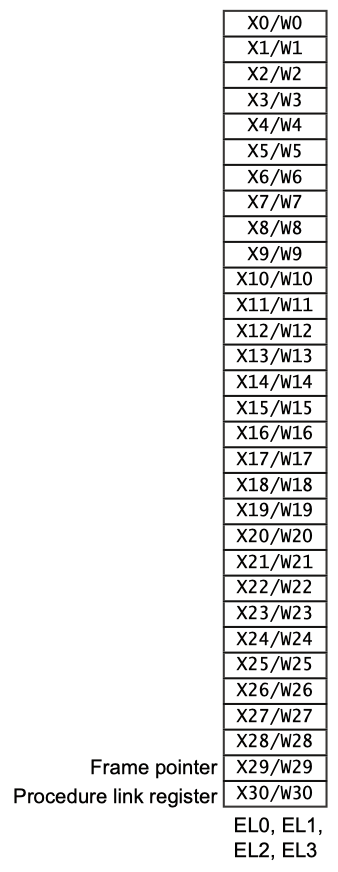 X0/W0
X1/W1
X2/W2
X3/W3
X4/W4
X5/W5
X6/W6
X7/W7
X8/W8
X9/W9
X10/W10
X11/W11
X12/W12
X13/W13
X14/W14
X15/W15
X16/W16
X17/W17
X18/W18
X19/W19
X20/W20
X21/W21
X22/W22
X23/W23
X24/W24
X25/W25
X26/W26
X27/W27
X28/W28
Frame pointer X29/W29
Procedure link register X30/W30
EL0, EL1,
EL2, EL3